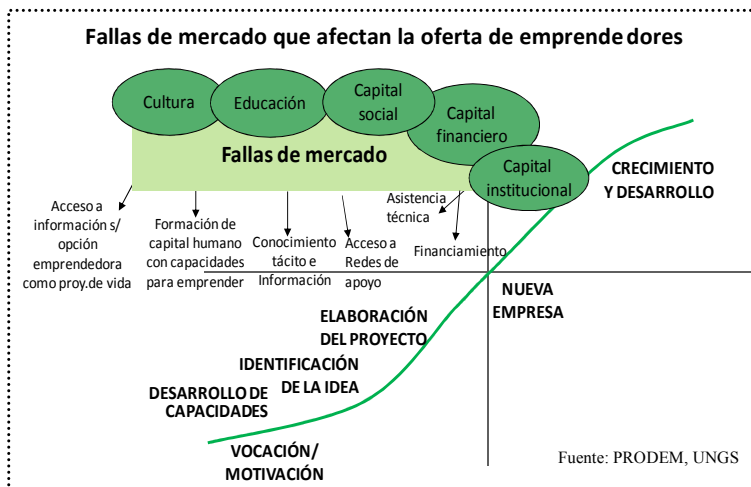 Fallas de mercado que afectan la oferta de emprendedores
Cultura
Educación
Capital
social
Capital
financiero
Capital
institucional
Fallas de mercado
CRECIMIENTO
Y DESARROLLO
Acceso a
información s/
opción
emprendedora
como proy.de vida
Formación de
capital humano
con capacidades
para emprender
Conocimiento
tácito e
Información
Acceso a
Redes de
apoyo
Asistencia
técnica
Financiamiento
NUEVA
EMPRESA
ELABORACIÓN
DEL PROYECTO
IDENTIFICACIÓN
DE LA IDEA
DESARROLLO DE
CAPACIDADES
VOCACIÓN/
MOTIVACIÓN
Fuente: PRODEM, UNGS